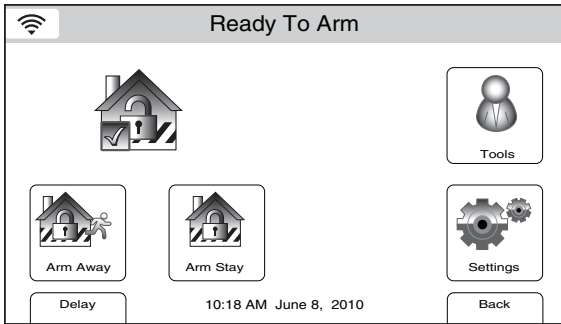 Ready To Arm
Tools
Arm Away
Arm Stay
Settings
Delay
10:18 AM June 8, 2010
Back